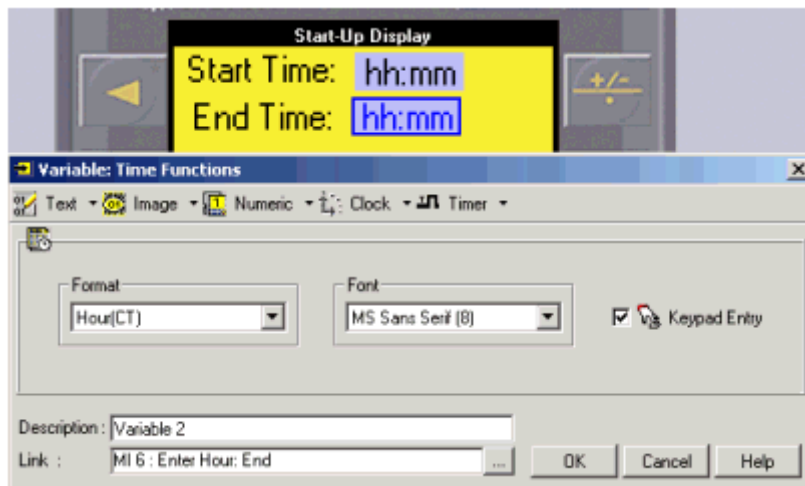 Start-Up Display
Start Time: hh:mm
+/-
End Time: hh:mm
Variable: Time Functions
Text Image Numeric Clock Timer
Format Font
Hour(CT) MS Sans Serif (8) Keypad Entry
Description : Variable 2
Link : MI 6 : Enter Hour: End ... OK Cancel Help